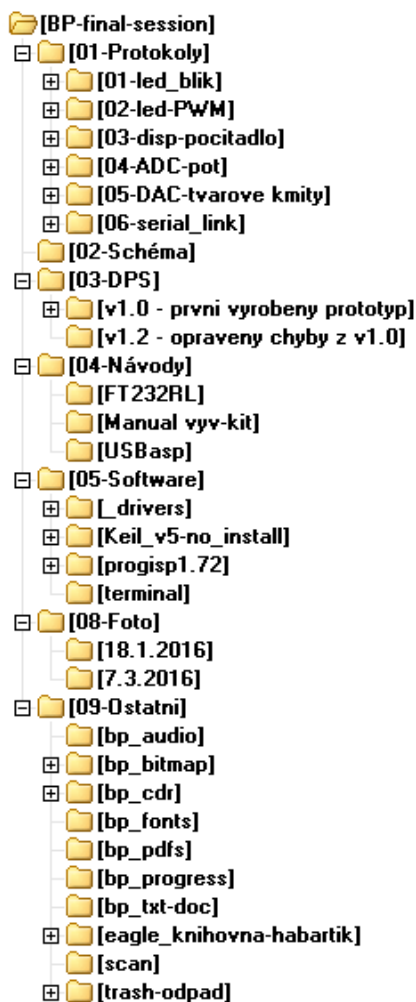 [BP-final-session]
[01-Protokoly]
[01-led_blik]
[02-led-PWM]
[03-disp-pocitadlo]
[04-ADC-pot]
[05-DAC-tvarove kmity]
[06-serial_link]
[02-Schéma]
[03-DPS]
[v1.0 - prvni vyrobeny prototyp]
[v1.2 - opraveny chyby z v1.0]
[04-Návody]
[FT232RL]
[Manual vyv-kit]
[USBasp]
[05-Software]
[_drivers]
[Keil_v5-no_install]
[progisp1.72]
[terminal]
[08-Foto]
[18.1.2016]
[7.3.2016]
[09-Ostatni]
[bp_audio]
[bp_bitmap]
[bp_cdr]
[bp_fonts]
[bp_pdfs]
[bp_progress]
[bp_txt-doc]
[eagle_knihovna-habartik]
[scan]
[trash-odpad]